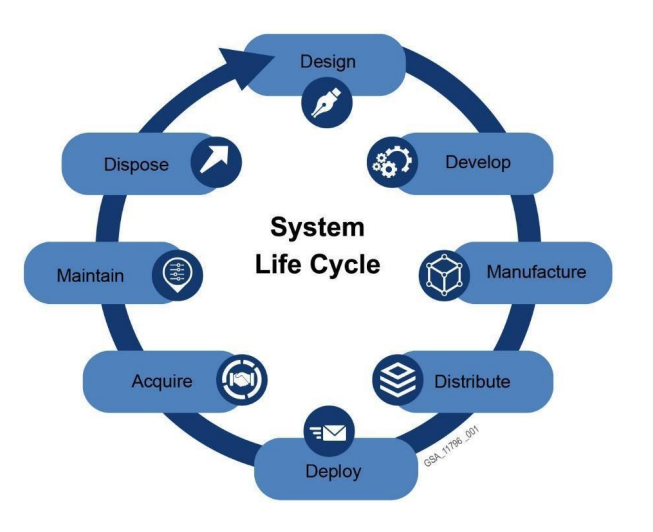 Design
Develop
Manufacture
Distribute
Deploy
Acquire
Maintain
Dispose
System
Life Cycle
GSA_11796_001